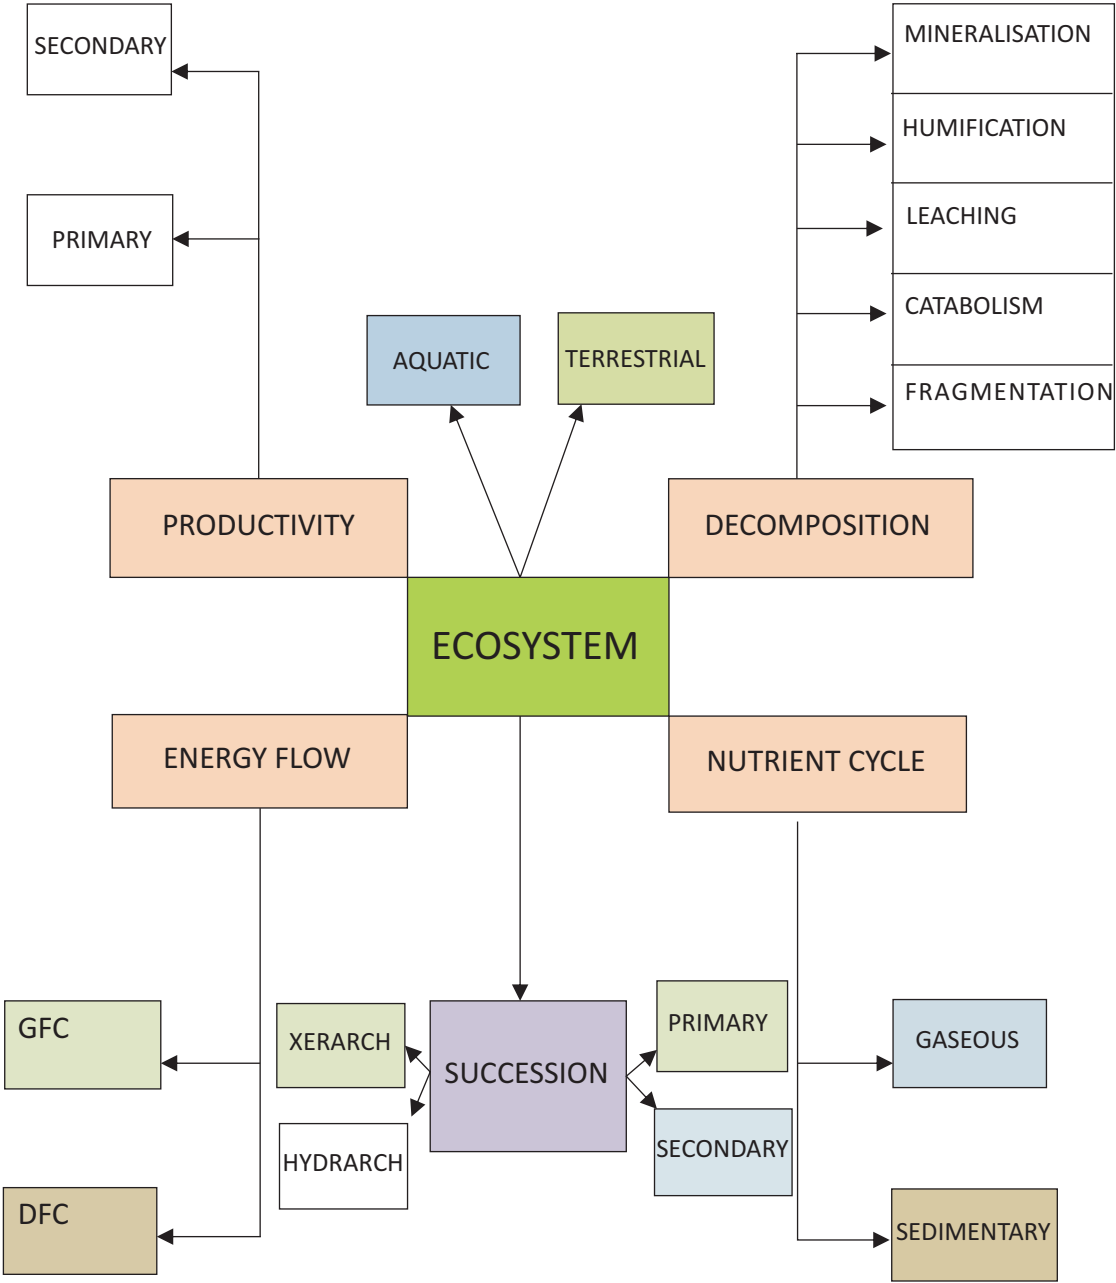 SECONDARY
PRIMARY
MINERALISATION
HUMIFICATION
LEACHING
CATABOLISM
FRAGMENTATION
AQUATIC
TERRESTRIAL
PRODUCTIVITY
DECOMPOSITION
ECOSYSTEM
ENERGY FLOW
NUTRIENT CYCLE
GFC
DFC
XERARCH
HYDRARCH
SUCCESSION
PRIMARY
SECONDARY
GASEOUS
SEDIMENTARY